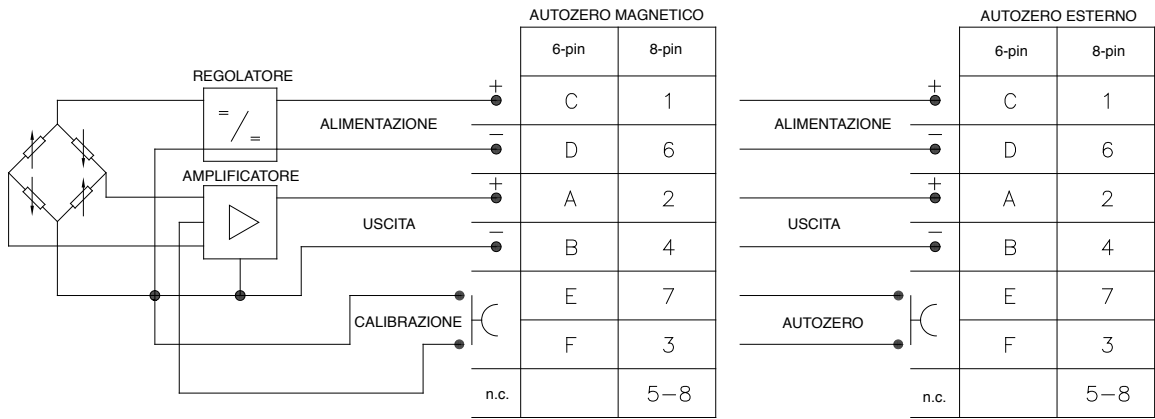 AUTOZERO MAGNETICO
6-pin 8-pin
REGOLATORE
= / =
ALIMENTAZIONE
+ C 1
− D 6
AMPLIFICATORE
USCITA
+ A 2
− B 4
CALIBRAZIONE
E 7
F 3
n.c. 5-8
AUTOZERO ESTERNO
6-pin 8-pin
ALIMENTAZIONE
+ C 1
− D 6
USCITA
+ A 2
− B 4
AUTOZERO
E 7
F 3
n.c. 5-8